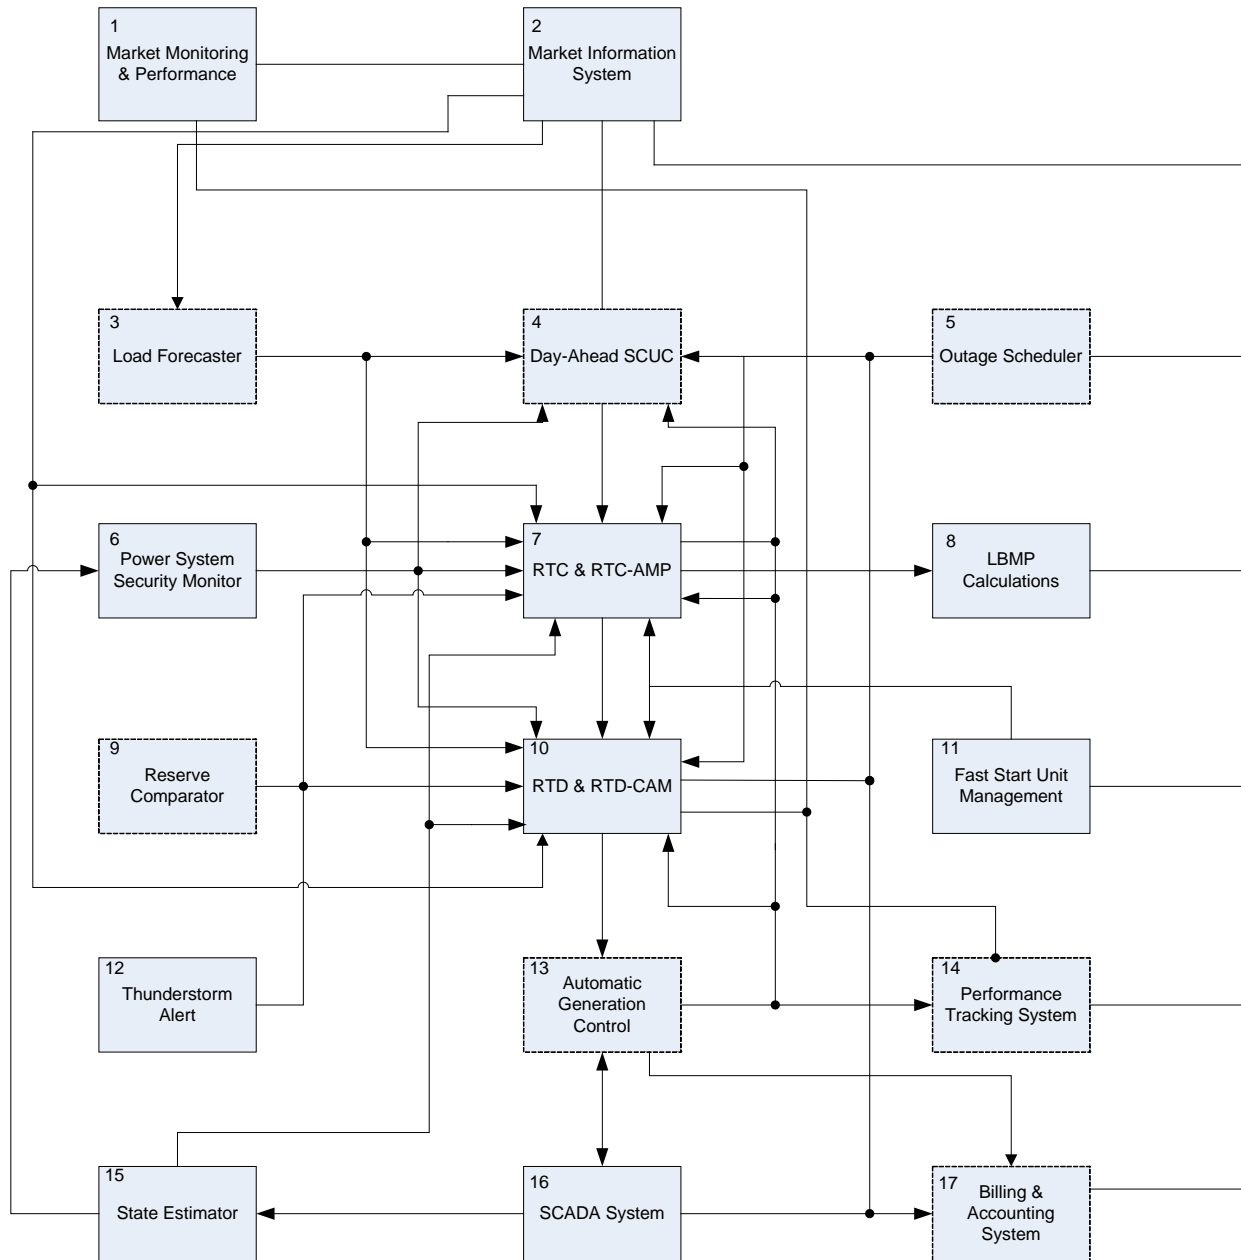 1
Market Monitoring
& Performance
2
Market Information
System
3
Load Forecaster
4
Day-Ahead SCUC
5
Outage Scheduler
6
Power System
Security Monitor
7
RTC & RTC-AMP
8
LBMP
Calculations
9
Reserve
Comparator
10
RTD & RTD-CAM
11
Fast Start Unit
Management
12
Thunderstorm
Alert
13
Automatic
Generation
Control
14
Performance
Tracking System
15
State Estimator
16
SCADA System
17
Billing &
Accounting
System